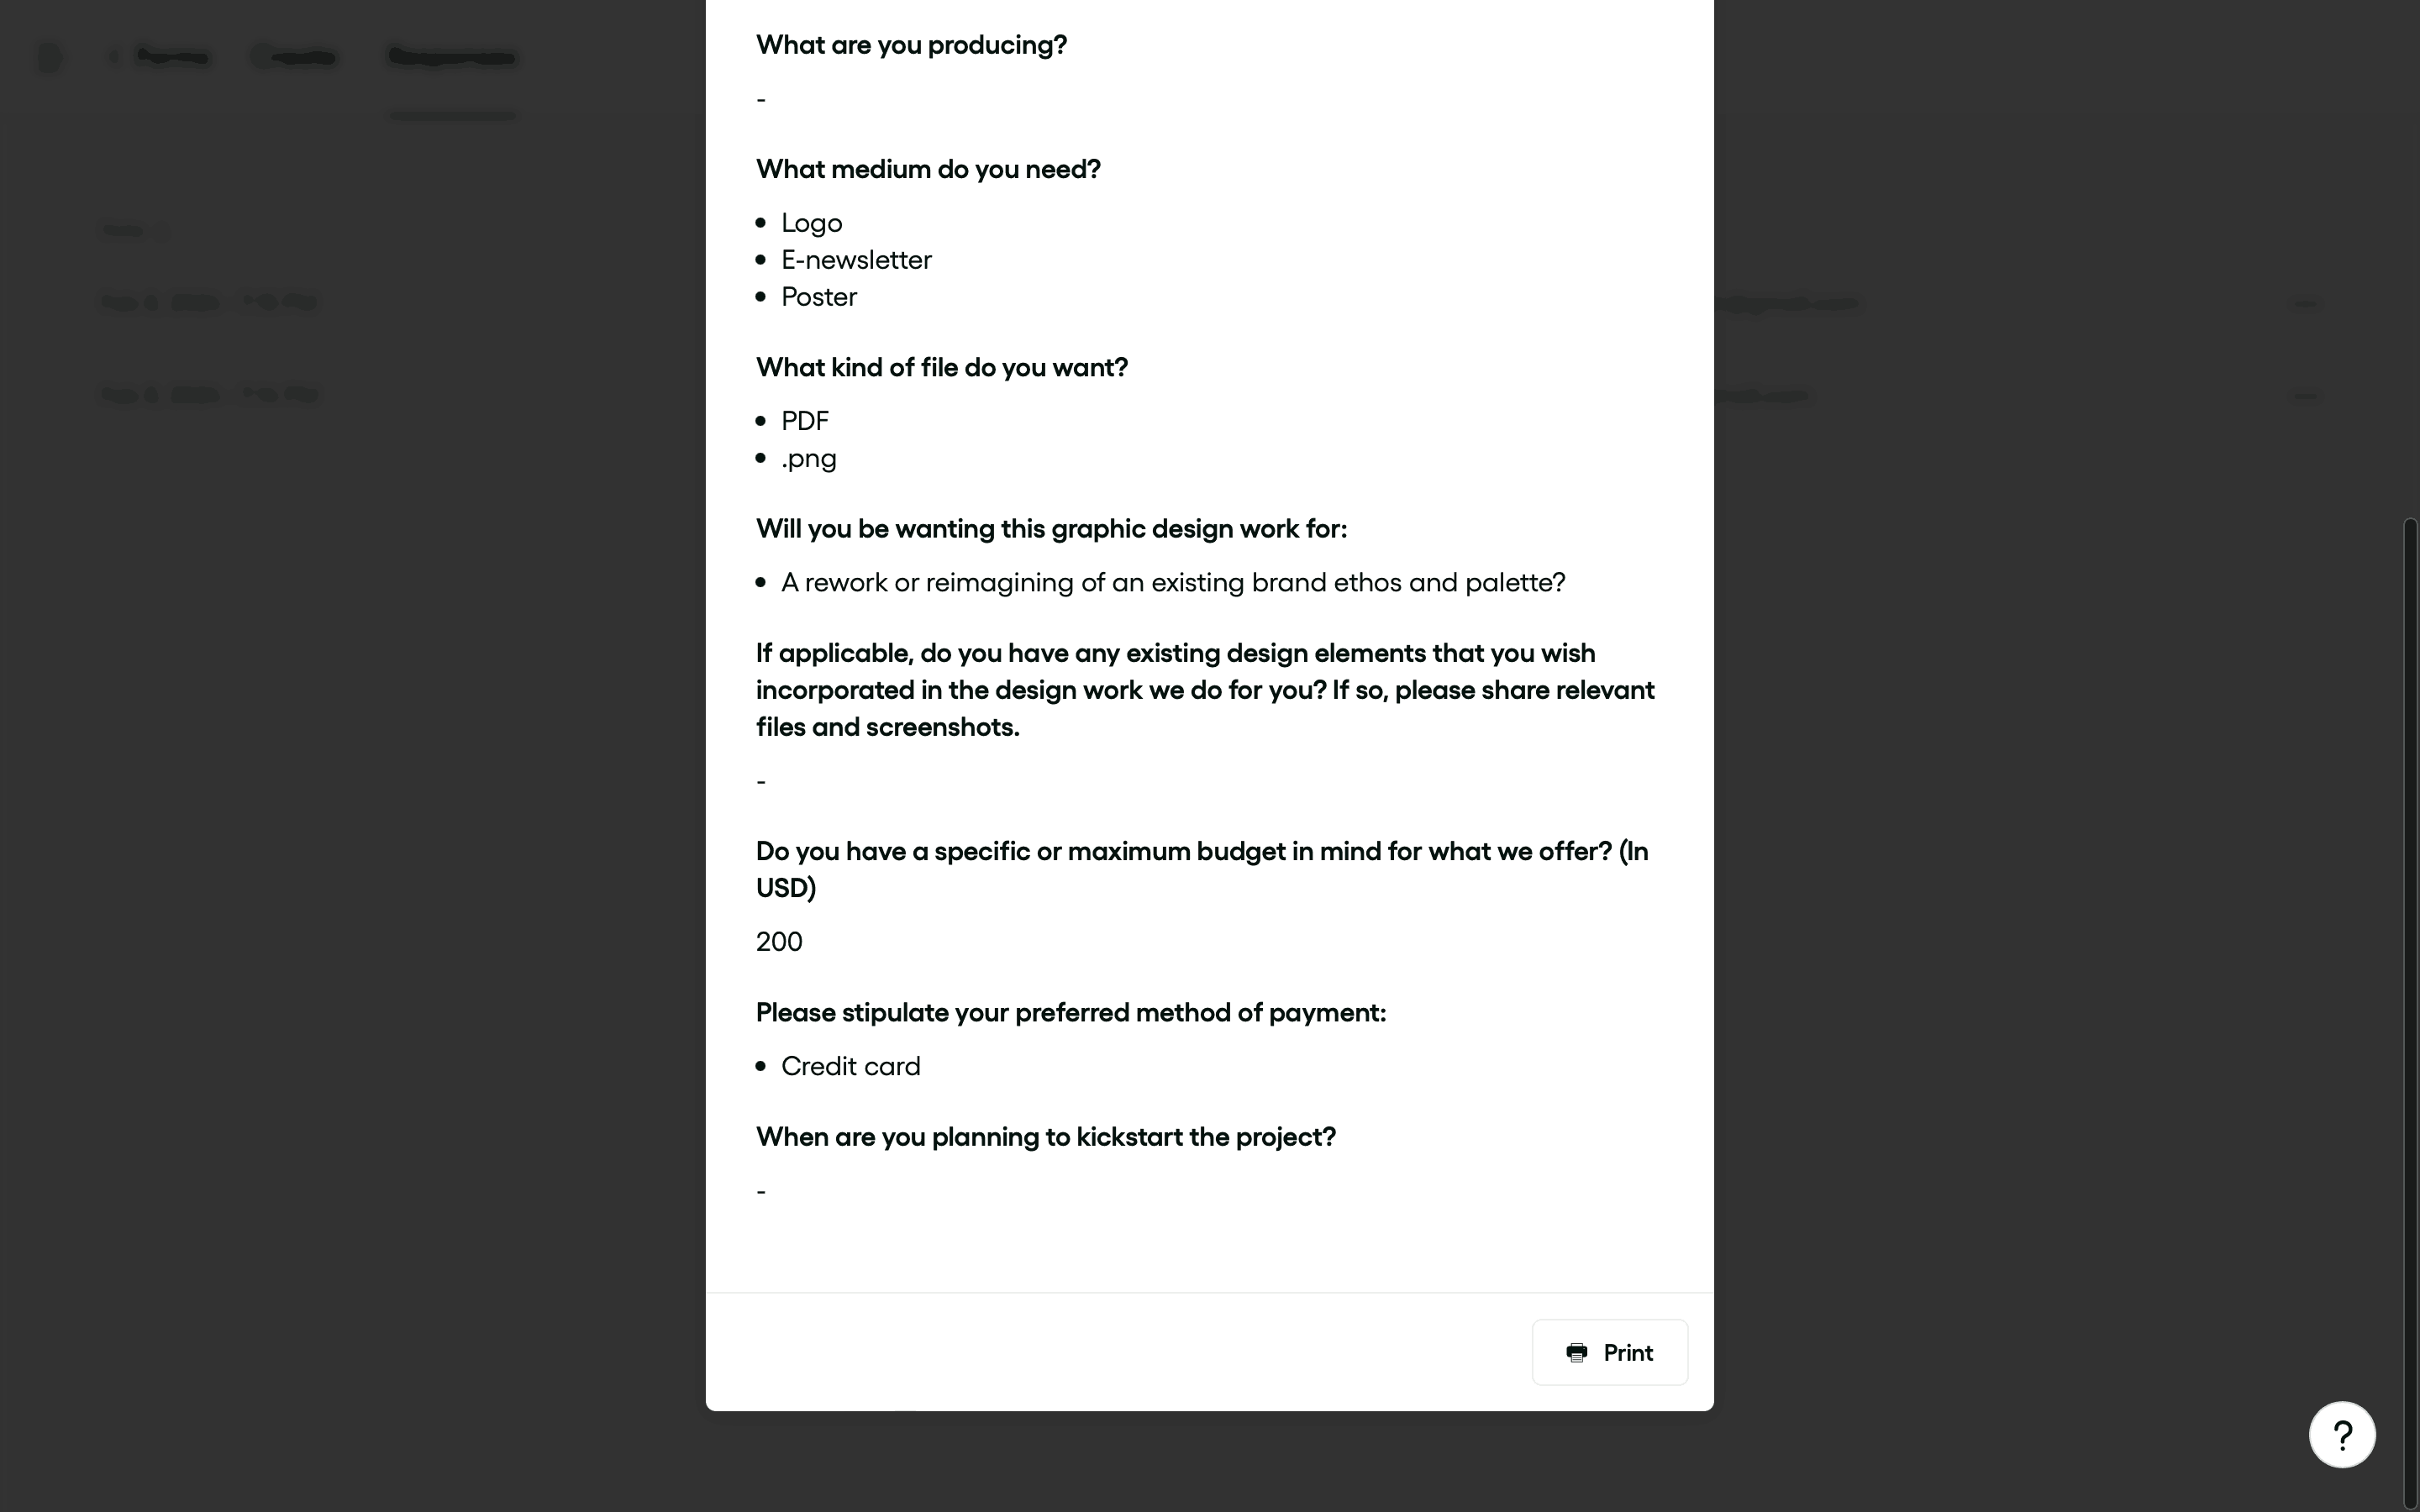 What are you producing?
-
What medium do you need?
• Logo
• E-newsletter
• Poster
What kind of file do you want?
• PDF
• .png
Will you be wanting this graphic design work for:
• A rework or reimagining of an existing brand ethos and palette?
If applicable, do you have any existing design elements that you wish
incorporated in the design work we do for you? If so, please share relevant
files and screenshots.
-
Do you have a specific or maximum budget in mind for what we offer? (In
USD)
200
Please stipulate your preferred method of payment:
• Credit card
When are you planning to kickstart the project?
-
Print
?